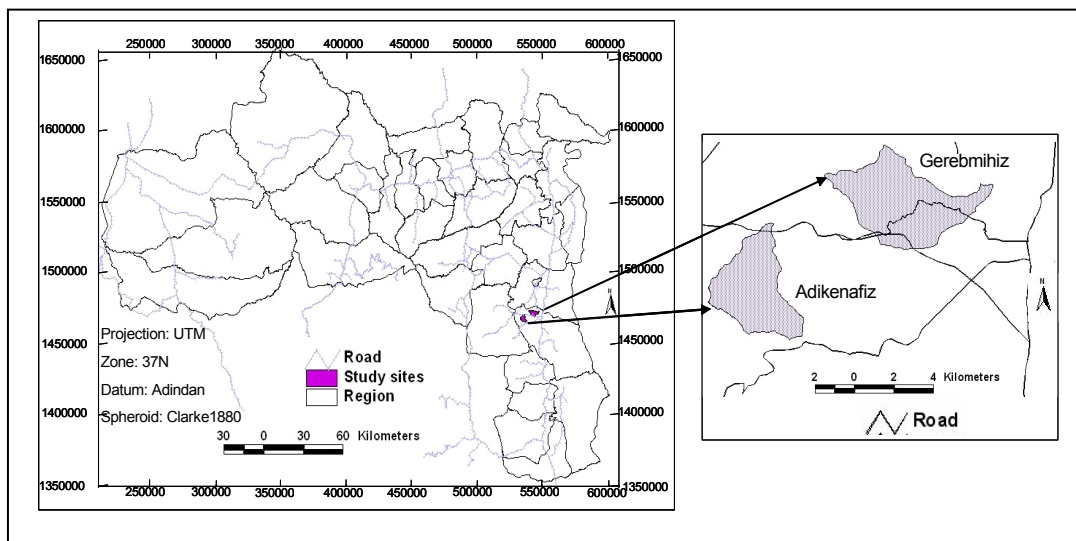 250000 300000 350000 400000 450000 500000 550000 600000
1650000 1650000
1600000 1600000
1550000 1550000
1500000 1500000
1450000 1450000
1400000 1400000
1350000 1350000
250000 300000 350000 400000 450000 500000 550000 600000
N
Projection: UTM
Zone: 37N
Datum: Adindan
Spheroid: Clarke1880
Road
Study sites
Region
30 0 30 60 Kilometers
Gerebmihiz
Adikenafiz
N
2 0 2 4 Kilometers
Road